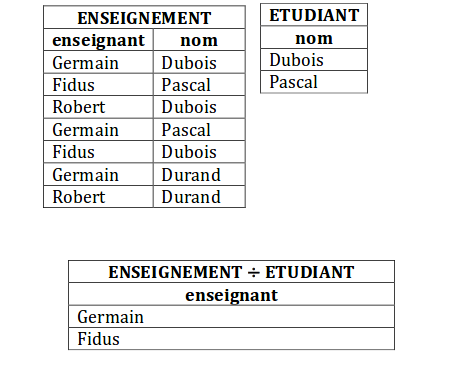 ENSEIGNEMENT
enseignant nom
Germain Dubois
Fidus Pascal
Robert Dubois
Germain Pascal
Fidus Dubois
Germain Durand
Robert Durand
ETUDIANT
nom
Dubois
Pascal
ENSEIGNEMENT ÷ ETUDIANT
enseignant
Germain
Fidus